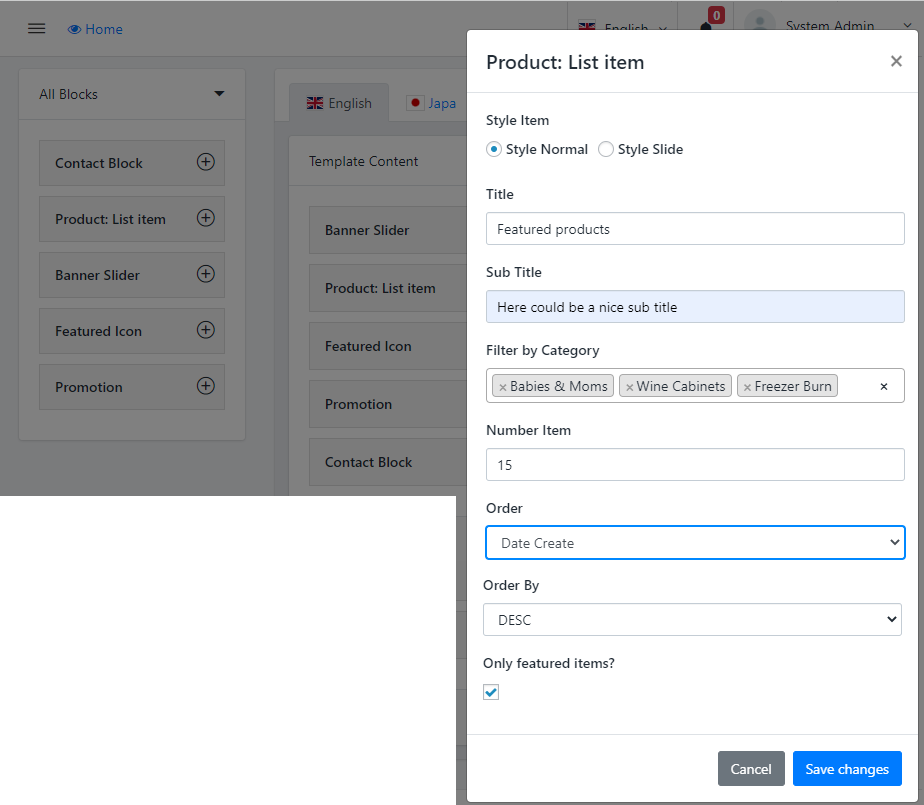 Home
English
0
System Admin
All Blocks
Contact Block
Product: List item
Banner Slider
Featured Icon
Promotion
English
Japa
Template Content
Banner Slider
Product: List item
Featured Icon
Promotion
Contact Block
Product: List item
×
Style Item
Style Normal Style Slide
Title
Featured products
Sub Title
Here could be a nice sub title
Filter by Category
× Babies & Moms × Wine Cabinets × Freezer Burn ×
Number Item
15
Order
Date Create
Order By
DESC
Only featured items?
Cancel Save changes